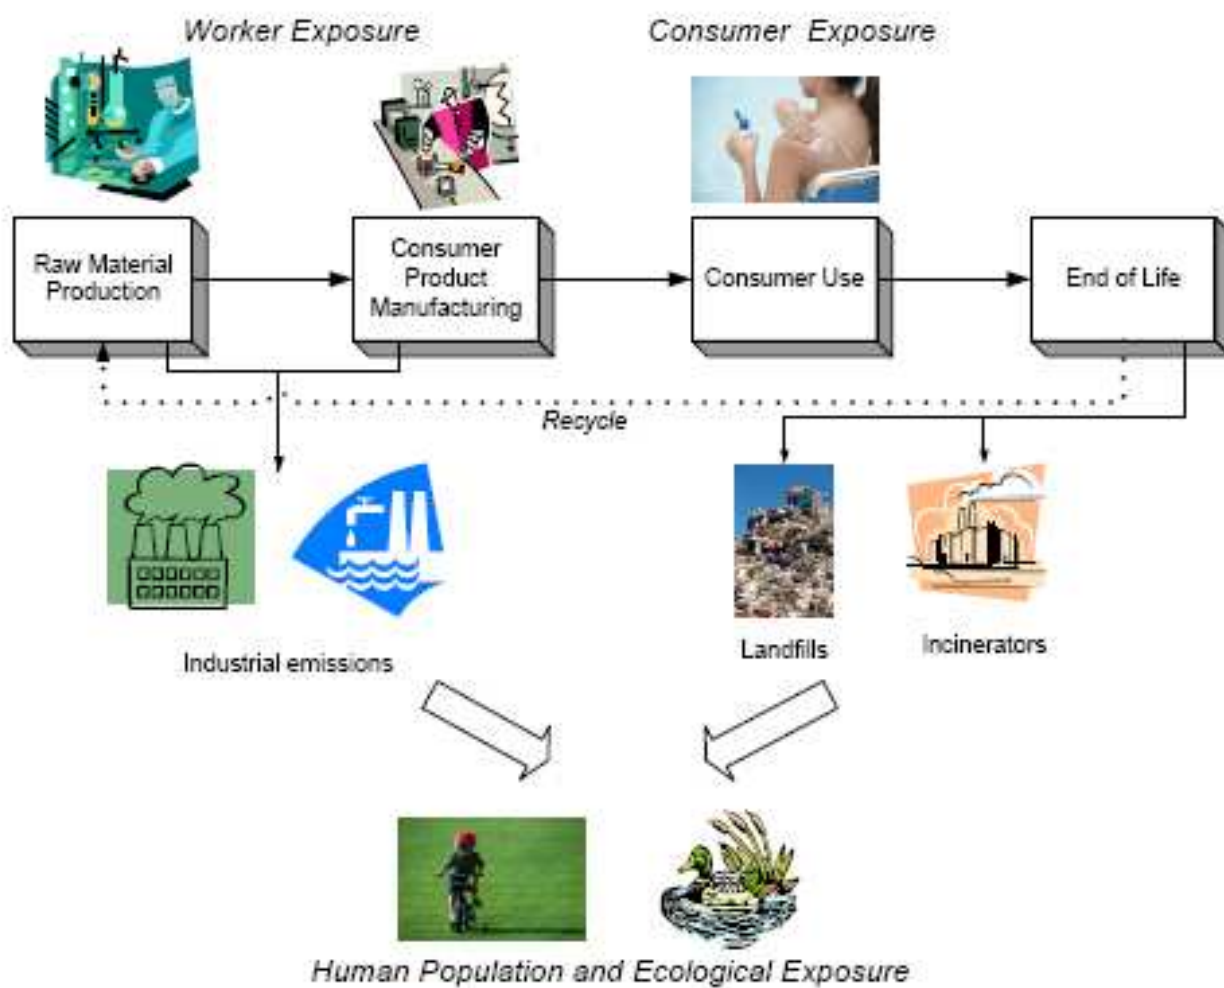 Worker Exposure
Consumer Exposure
Raw Material
Production
Consumer
Product
Manufacturing
Consumer Use
End of Life
Recycle
Industrial emissions
Landfills
Incinerators
Human Population and Ecological Exposure